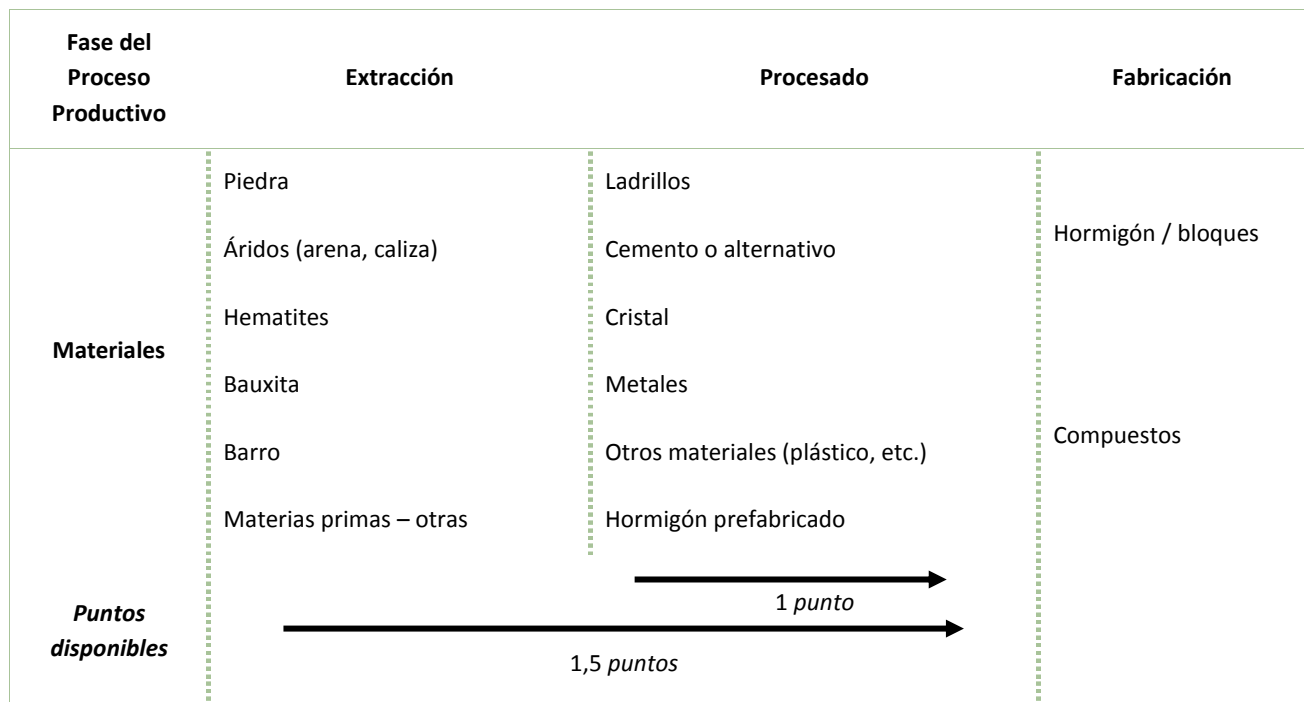 Fase del
Proceso
Productivo
Extracción
Procesado
Fabricación
Materiales
Piedra
Áridos (arena, caliza)
Hematites
Bauxita
Barro
Materias primas – otras
Ladrillos
Cemento o alternativo
Cristal
Metales
Otros materiales (plástico, etc.)
Hormigón prefabricado
Hormigón / bloques
Compuestos
Puntos
disponibles
1 punto
1,5 puntos